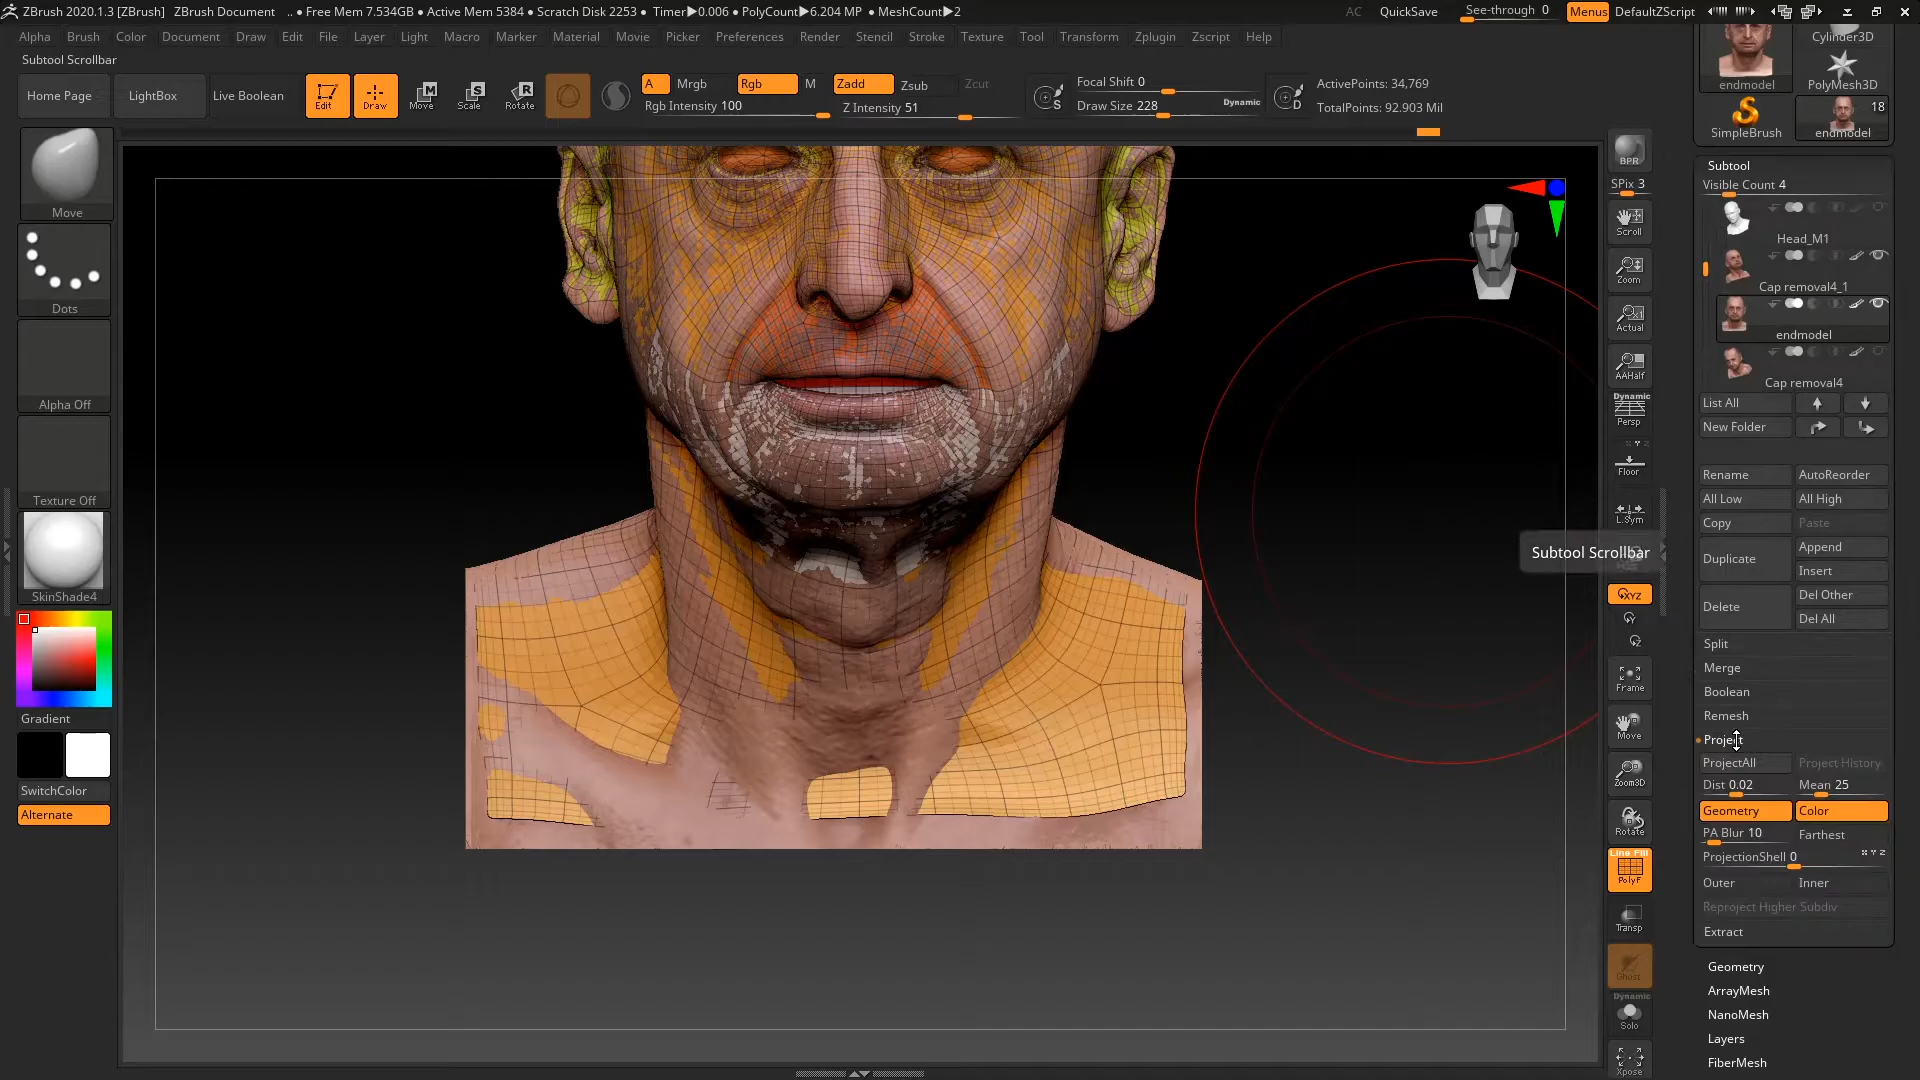 ZBrush 2020.1.3 [ZBrush] ZBrush Document .. • Free Mem 7.534GB • Active Mem 5384 • Scratch Disk 2253 • Timer▶0.006 • PolyCount▶6.204 MP • MeshCount▶2 AC QuickSave See-through 0 Menus DefaultZScript
Alpha Brush Color Document Draw Edit File Layer Light Macro Marker Material Movie Picker Preferences Render Stencil Stroke Texture Tool Transform Zplugin Zscript Help
Subtool Scrollbar
Home Page LightBox Live Boolean Edit Draw Move Scale Rotate
A Mrgb Rgb M Zadd Zsub Zcut
Rgb Intensity 100 Z Intensity 51
Focal Shift 0
Draw Size 228 Dynamic
ActivePoints: 34,769
TotalPoints: 92.903 Mil
Move
Dots
Alpha Off
Texture Off
SkinShade4
Gradient
SwitchColor
Alternate
Subtool Scrollbar
BPR
SPix 3
Scroll
Zoom
Actual
AAHalf
Dynamic
Persp
Floor
L.Sym
XYZ
Frame
Move
Zoom3D
Rotate
Line Fill
PolyF
Transp
Ghost
Dynamic
Solo
Xpose
endmodel
Cylinder3D
PolyMesh3D
SimpleBrush
18
endmodel
Subtool
Visible Count 4
Head_M1
Cap removal4_1
endmodel
Cap removal4
List All
New Folder
Rename AutoReorder
All Low All High
Copy Paste
Duplicate Append
Insert
Delete Del Other
Del All
Split
Merge
Boolean
Remesh
Project
ProjectAll Project History
Dist 0.02 Mean 25
Geometry Color
PA Blur 10 Farthest
ProjectionShell 0 X Y Z
Outer Inner
Reproject Higher Subdiv
Extract
Geometry
ArrayMesh
NanoMesh
Layers
FiberMesh